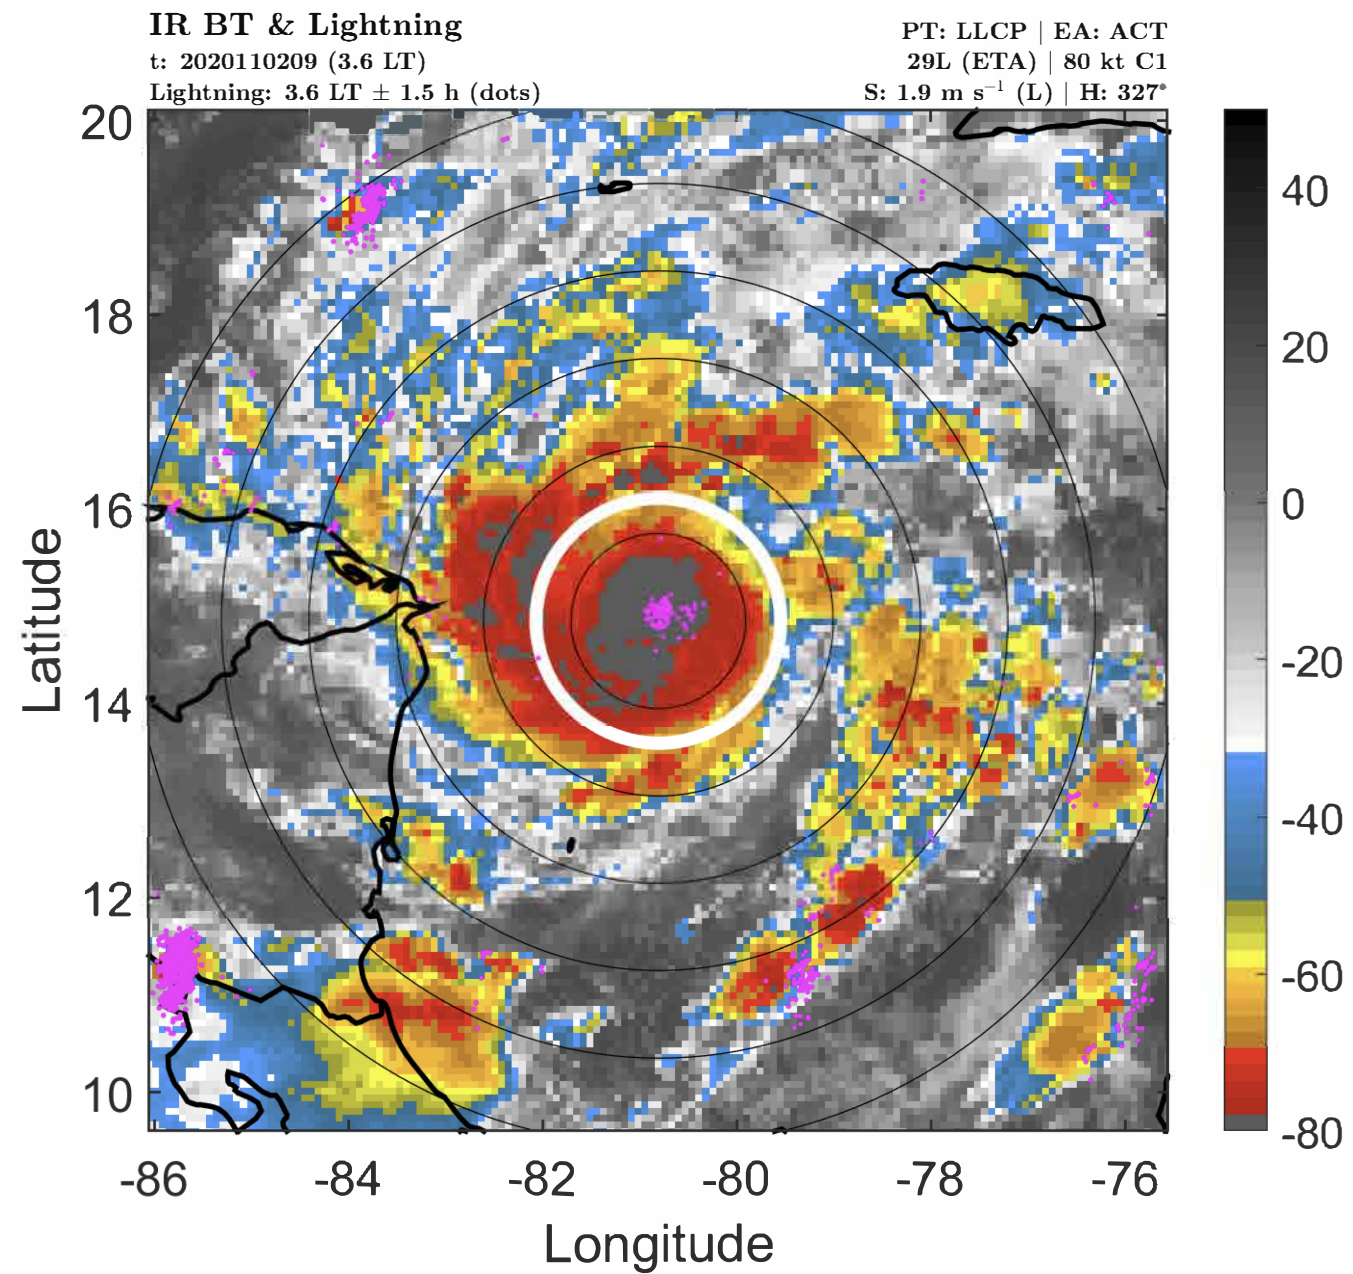 IR BT & Lightning
t: 2020110209 (3.6 LT)
Lightning: 3.6 LT ± 1.5 h (dots)
PT: LLCP | EA: ACT
29L (ETA) | 80 kt C1
S: 1.9 m s⁻¹ (L) | H: 327°
20
18
16
14
12
10
Latitude
-86
-84
-82
-80
-78
-76
Longitude
40
20
0
-20
-40
-60
-80